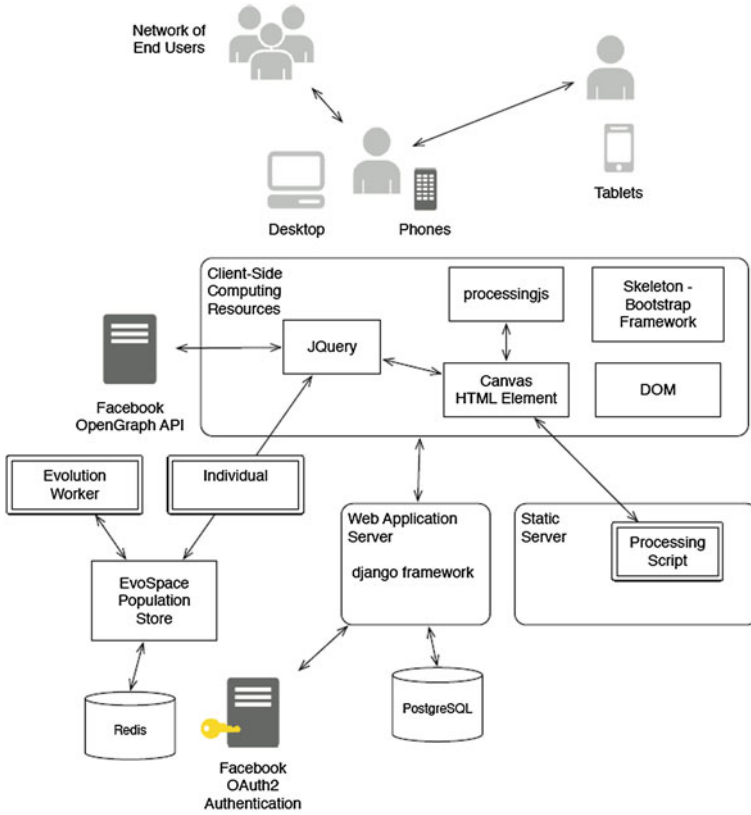 Network of
End Users
Desktop
Phones
Tablets
Client-Side
Computing
Resources
processingjs
Skeleton -
Bootstrap
Framework
JQuery
Canvas
HTML Element
DOM
Facebook
OpenGraph API
Evolution
Worker
Individual
Web Application
Server
django framework
Static
Server
Processing
Script
EvoSpace
Population
Store
Redis
PostgreSQL
Facebook
OAuth2
Authentication